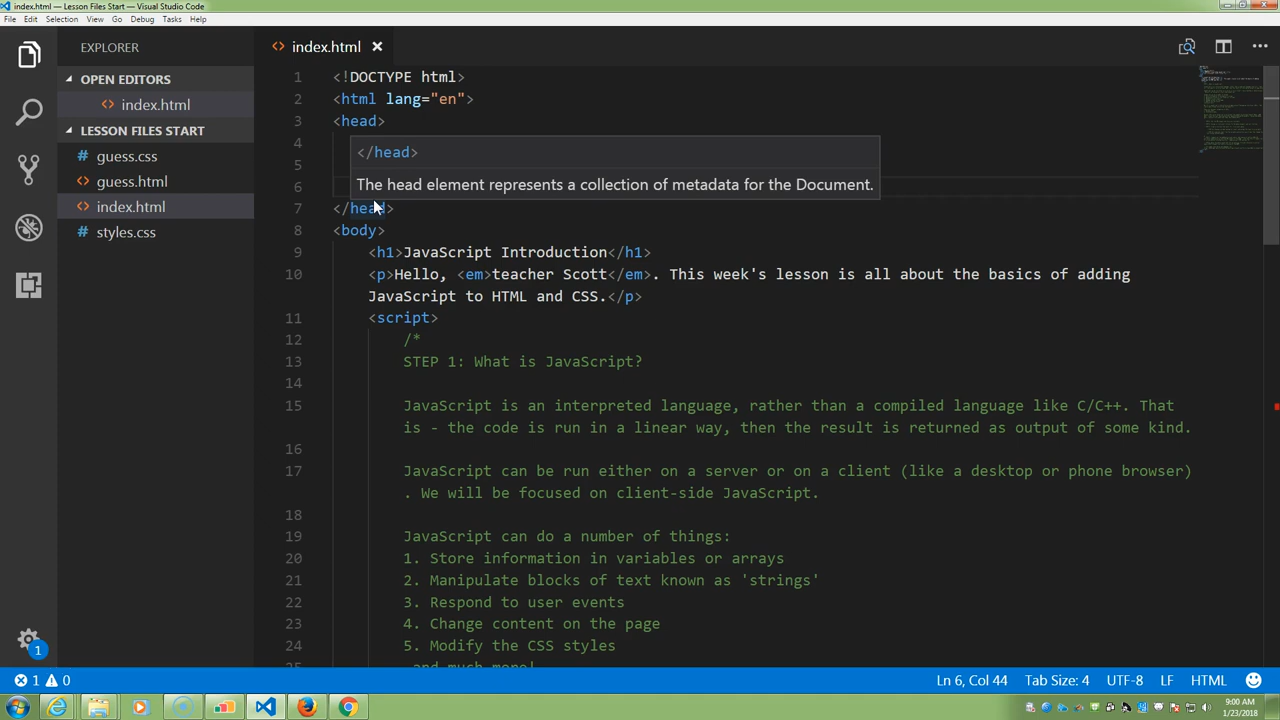 index.html — Lesson Files Start — Visual Studio Code
File Edit Selection View Go Debug Tasks Help
EXPLORER
OPEN EDITORS
index.html
LESSON FILES START
guess.css
guess.html
index.html
styles.css
1
index.html
1 <!DOCTYPE html>
2 <html lang="en">
3 <head>
4
</head>
5
The head element represents a collection of metadata for the Document.
6
7 </head>
8 <body>
9 <h1>JavaScript Introduction</h1>
10 <p>Hello, <em>teacher Scott</em>. This week's lesson is all about the basics of adding
JavaScript to HTML and CSS.</p>
11 <script>
12 /*
13 STEP 1: What is JavaScript?
14
15 JavaScript is an interpreted language, rather than a compiled language like C/C++. That
is - the code is run in a linear way, then the result is returned as output of some kind.
16
17 JavaScript can be run either on a server or on a client (like a desktop or phone browser)
. We will be focused on client-side JavaScript.
18
19 JavaScript can do a number of things:
20 1. Store information in variables or arrays
21 2. Manipulate blocks of text known as 'strings'
22 3. Respond to user events
23 4. Change content on the page
24 5. Modify the CSS styles
25 and much more!
1 0
Ln 6, Col 44 Tab Size: 4 UTF-8 LF HTML
9:00 AM
1/23/2018